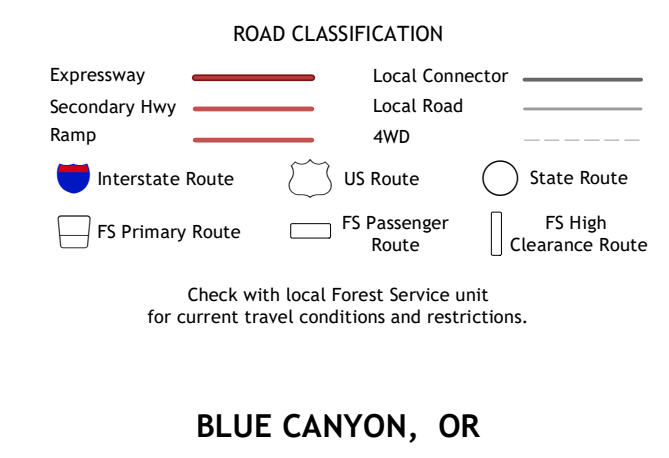 ROAD CLASSIFICATION
Expressway
Local Connector
Secondary Hwy
Local Road
Ramp
4WD
Interstate Route
US Route
State Route
FS Primary Route
FS Passenger
Route
FS High
Clearance Route
Check with local Forest Service unit
for current travel conditions and restrictions.
BLUE CANYON, OR